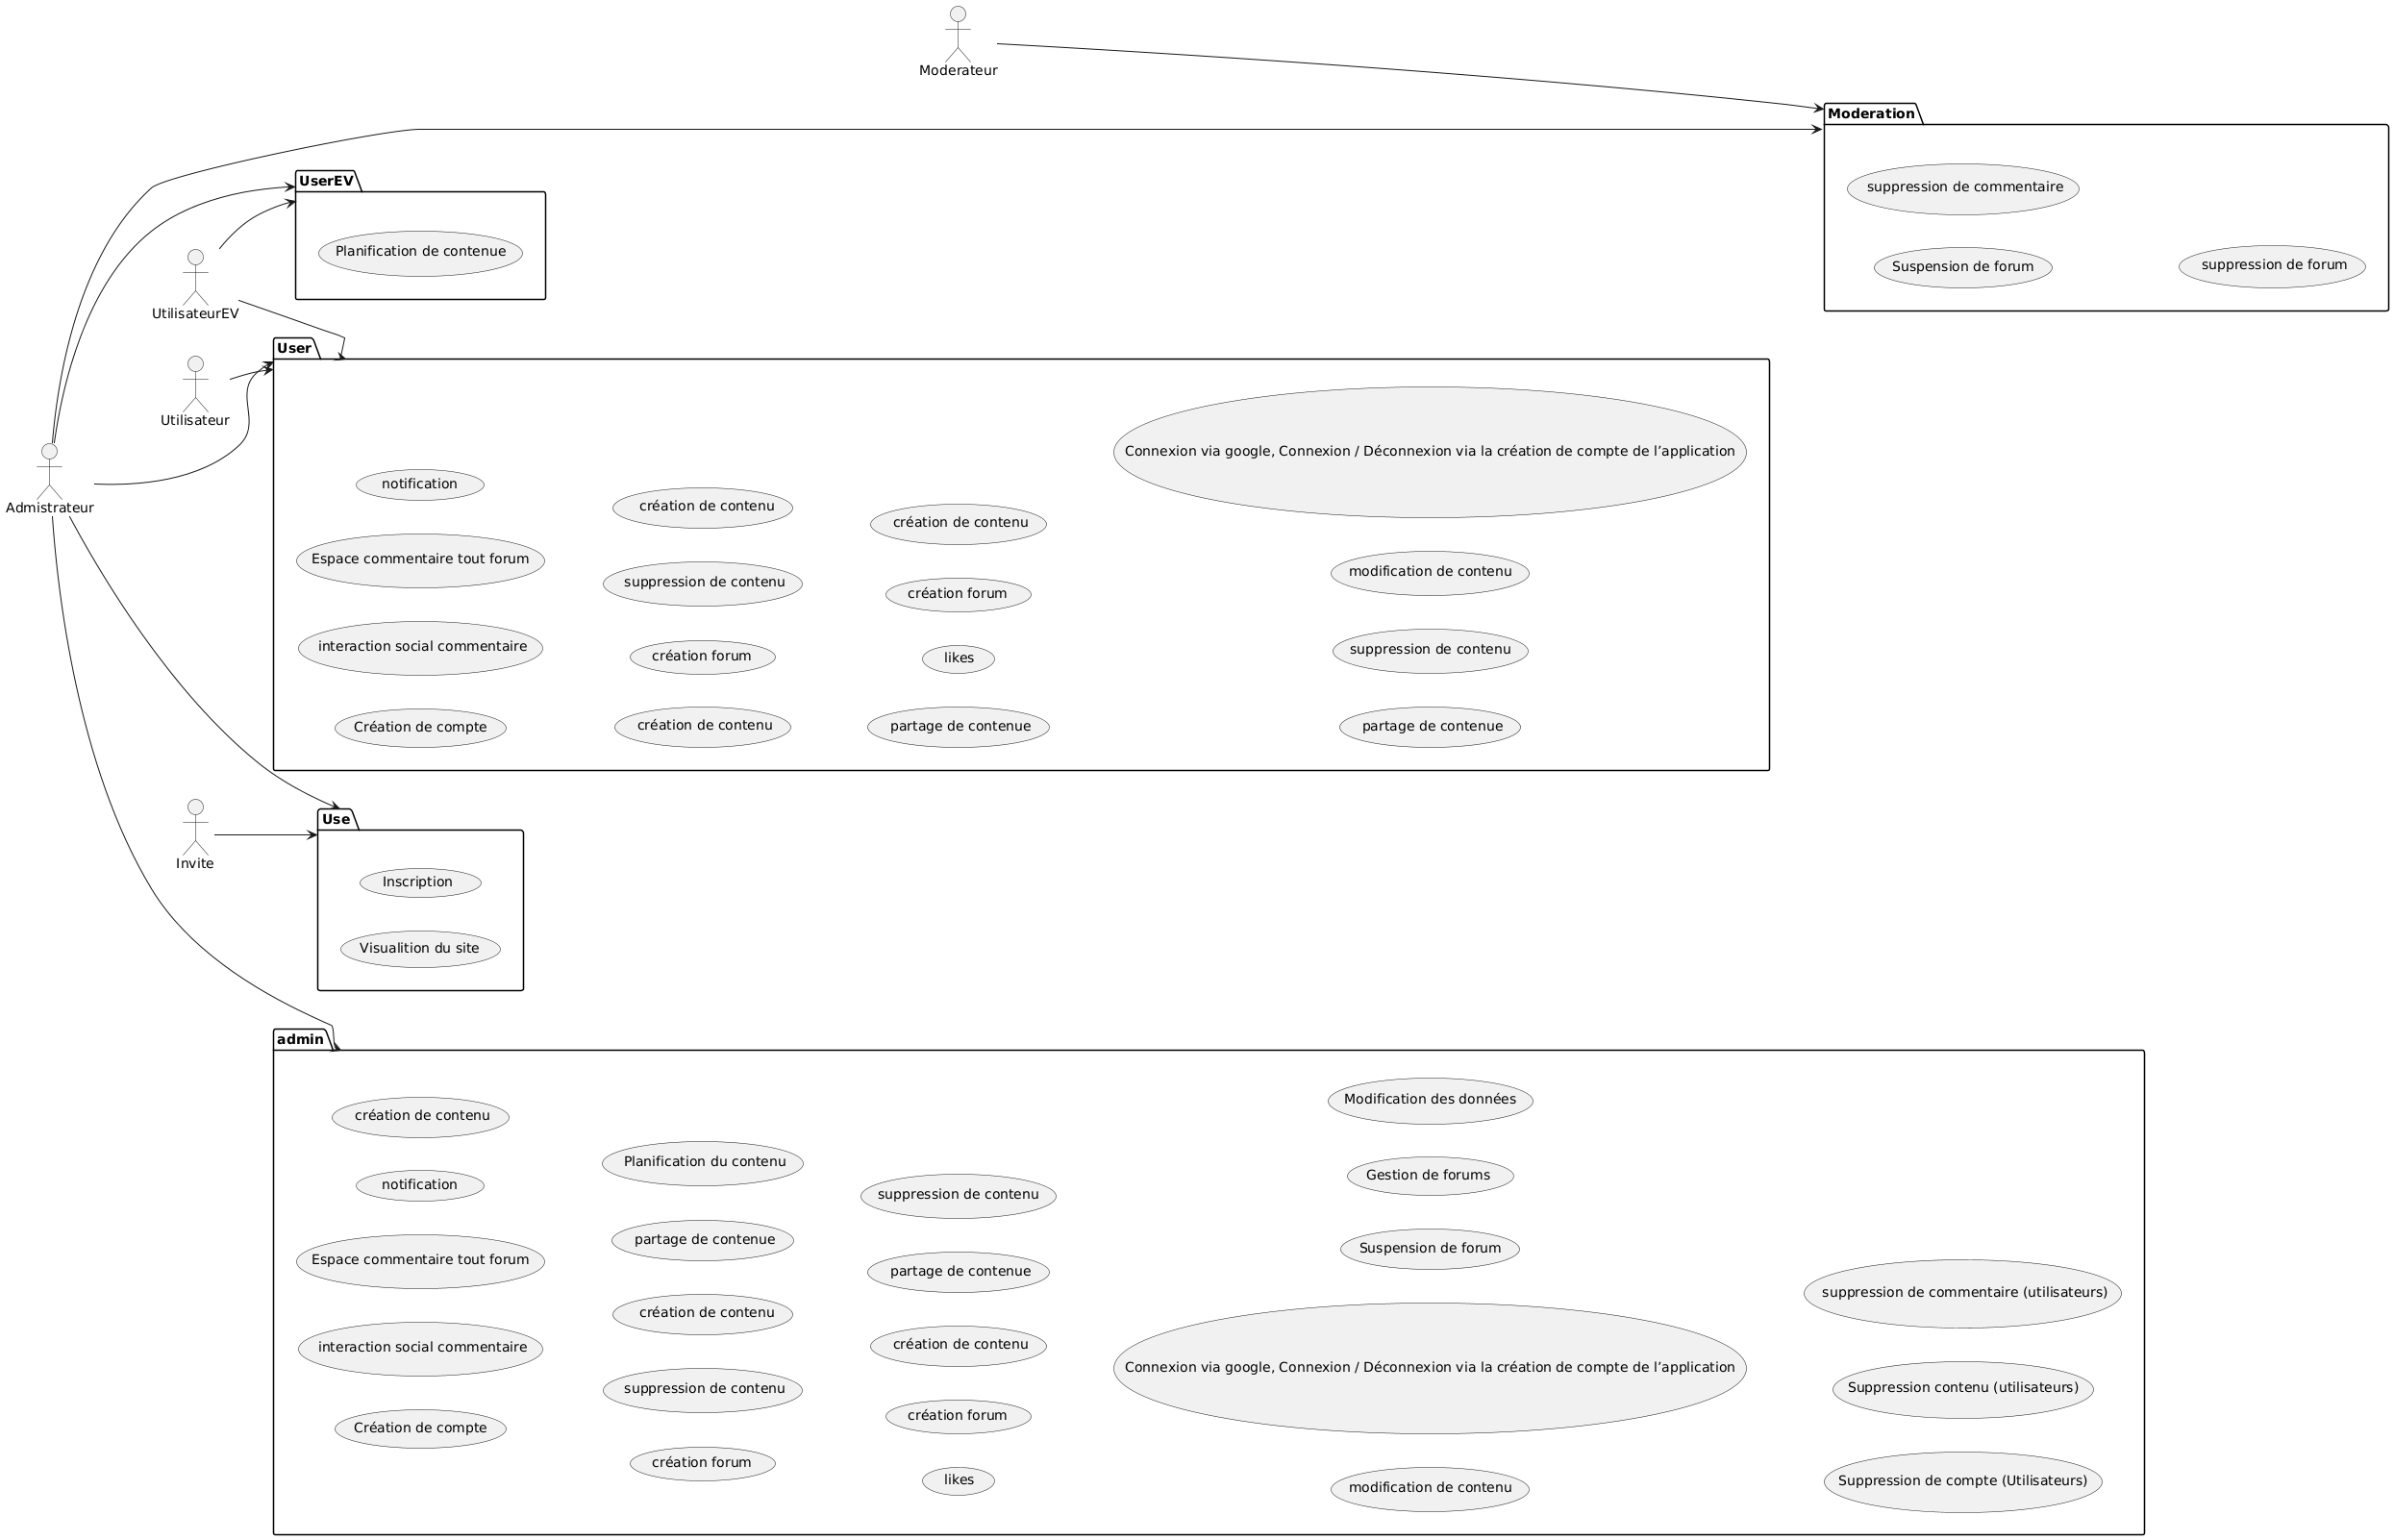 Moderateur
Moderation
suppression de commentaire
Suspension de forum
suppression de forum
UserEV
Planification de contenue
UtilisateurEV
Utilisateur
Admistrateur
User
notification
Espace commentaire tout forum
interaction social commentaire
Création de compte
création de contenu
suppression de contenu
création forum
création de contenu
création de contenu
création forum
likes
partage de contenue
Connexion via google, Connexion / Déconnexion via la création de compte de l’application
modification de contenu
suppression de contenu
partage de contenue
Invite
Use
Inscription
Visualition du site
admin
création de contenu
notification
Espace commentaire tout forum
interaction social commentaire
Création de compte
Planification du contenu
partage de contenue
création de contenu
suppression de contenu
création forum
suppression de contenu
partage de contenue
création de contenu
création forum
likes
Modification des données
Gestion de forums
Suspension de forum
Connexion via google, Connexion / Déconnexion via la création de compte de l’application
modification de contenu
suppression de commentaire (utilisateurs)
Suppression contenu (utilisateurs)
Suppression de compte (Utilisateurs)